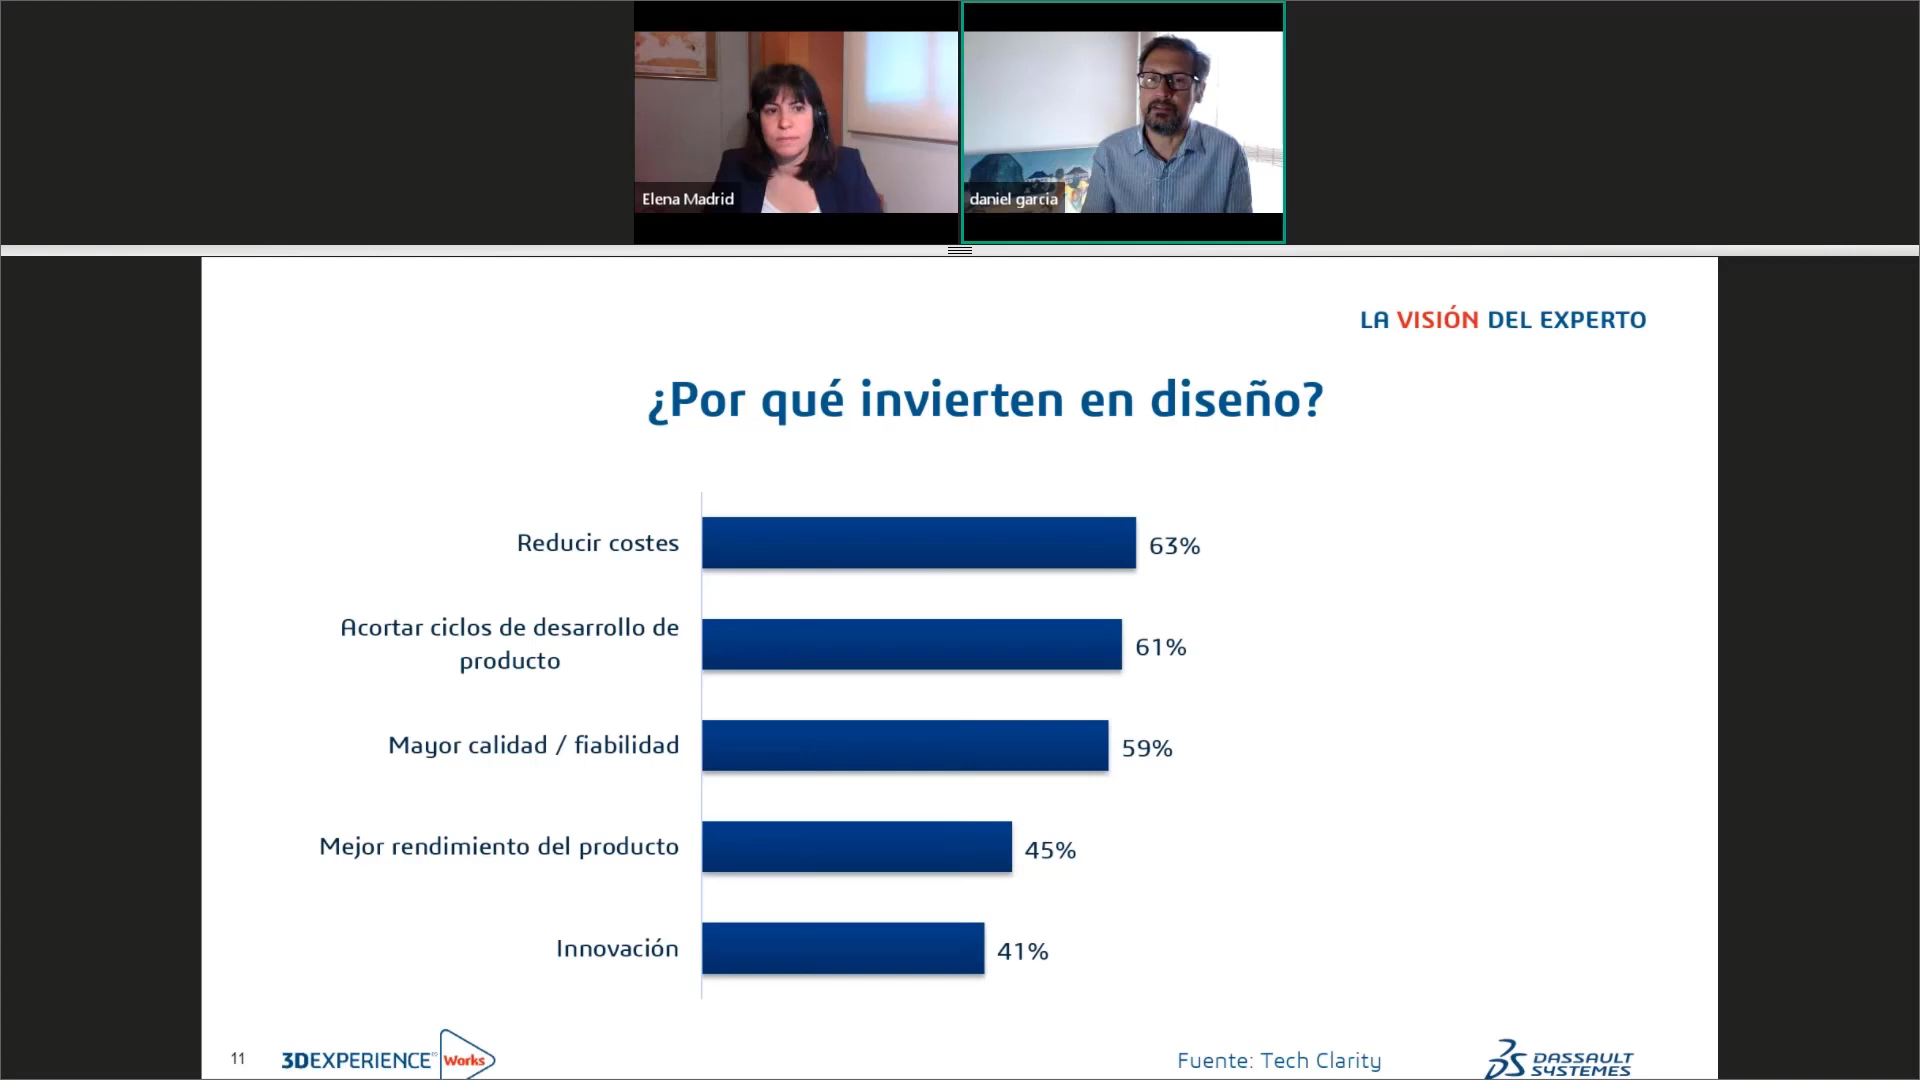 Elena Madrid
daniel garcia
LA VISIÓN DEL EXPERTO
¿Por qué invierten en diseño?
Reducir costes
63%
Acortar ciclos de desarrollo de
producto
61%
Mayor calidad / fiabilidad
59%
Mejor rendimiento del producto
45%
Innovación
41%
11
3DEXPERIENCE Works
Fuente: Tech Clarity
DASSAULT
SYSTEMES